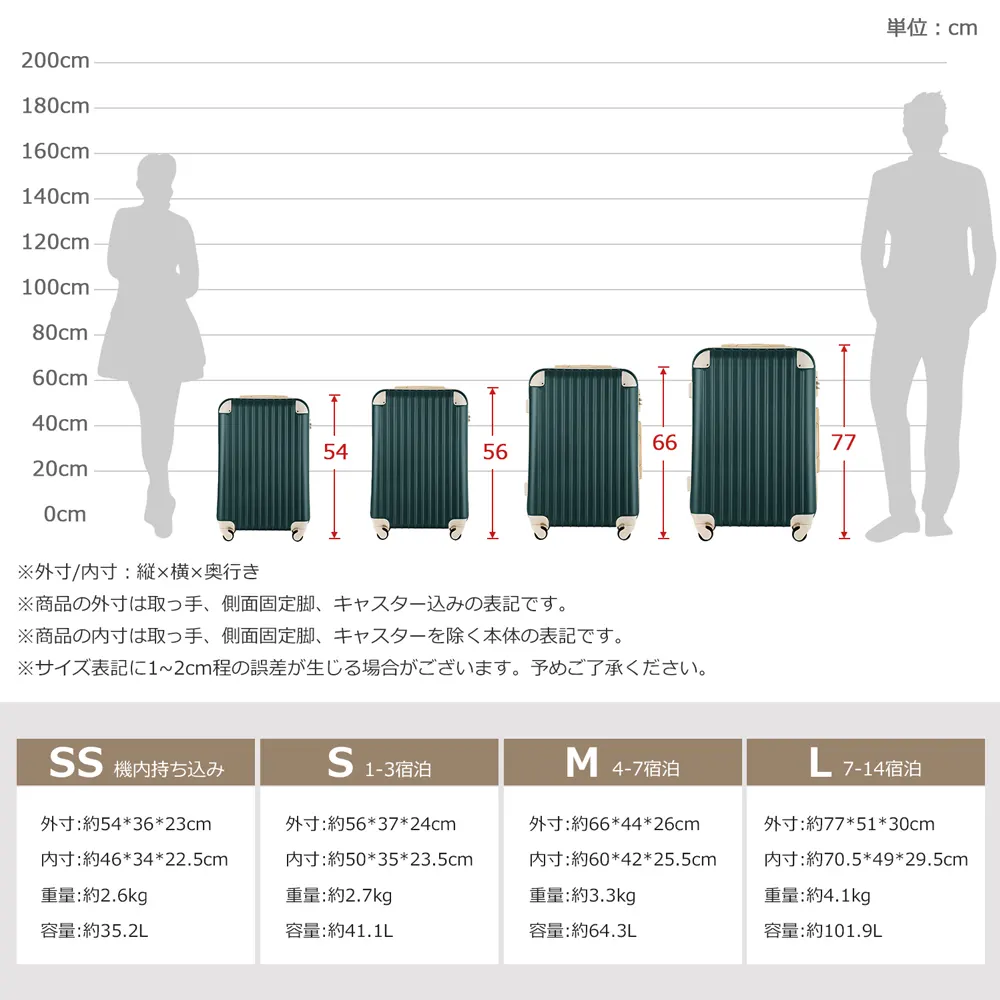 単位：cm
200cm
180cm
160cm
140cm
120cm
100cm
80cm
60cm
40cm
20cm
0cm
54
56
66
77
※外寸/内寸：縦×横×奥行き
※商品の外寸は取っ手、側面固定脚、キャスター込みの表記です。
※商品の内寸は取っ手、側面固定脚、キャスターを除く本体の表記です。
※サイズ表記に1~2cm程の誤差が生じる場合がございます。予めご了承ください。
SS 機内持ち込み
外寸:約54*36*23cm
内寸:約46*34*22.5cm
重量:約2.6kg
容量:約35.2L
S 1-3宿泊
外寸:約56*37*24cm
内寸:約50*35*23.5cm
重量:約2.7kg
容量:約41.1L
M 4-7宿泊
外寸:約66*44*26cm
内寸:約60*42*25.5cm
重量:約3.3kg
容量:約64.3L
L 7-14宿泊
外寸:約77*51*30cm
内寸:約70.5*49*29.5cm
重量:約4.1kg
容量:約101.9L